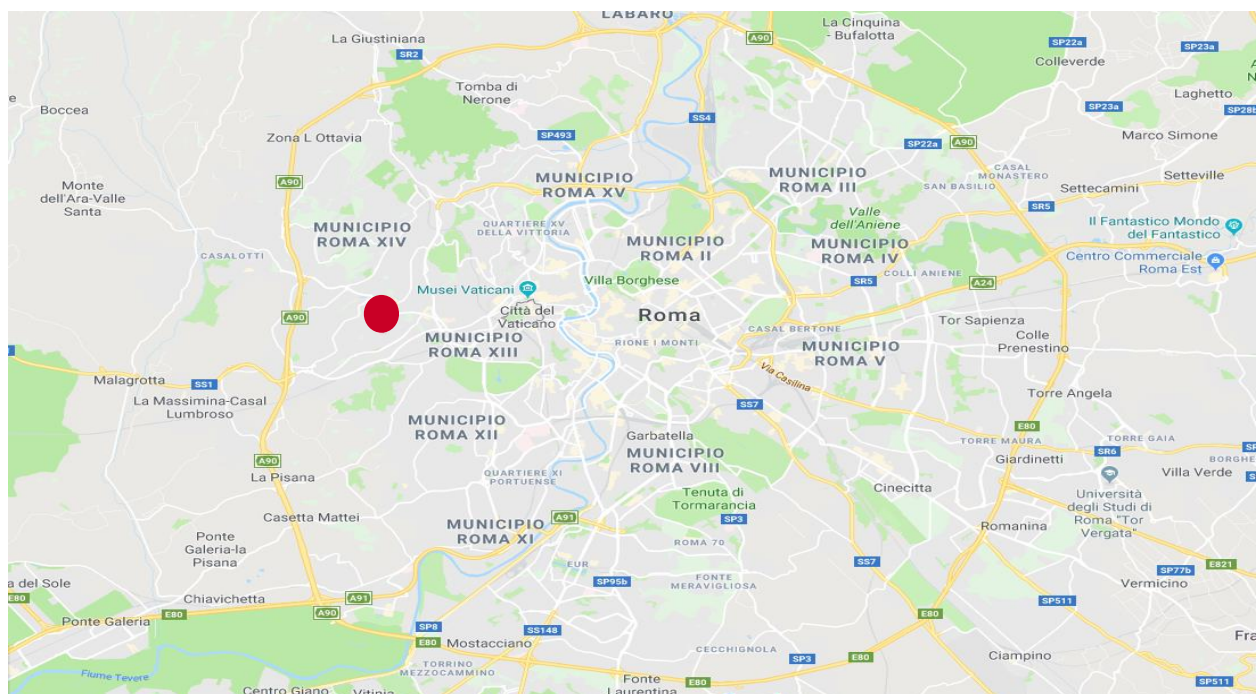 LABARO
La Cinquina
- Bufalotta
La Giustiniana
A90
SP22a
SP23a
SR2
Colleverde
Tomba di
Nerone
Laghetto
Boccea
SP23a
SP28b
SS4
Zona L Ottavia
SP493
Marco Simone
SP22a
A90
MUNICIPIO
ROMA III
CASAL
MONASTERO
MUNICIPIO
ROMA XV
A90
Setteville
Monte
dell'Ara-Valle
Santa
SAN BASILIO
Settecamini
SR5
Valle
dell'Aniene
MUNICIPIO
ROMA XIV
QUARTIERE XV
DELLA VITTORIA
Il Fantastico Mondo
del Fantastico
MUNICIPIO
ROMA II
MUNICIPIO
ROMA IV
CASALOTTI
Centro Commerciale
Roma Est
COLLI ANIENE
Villa Borghese
SR5
A24
Musei Vaticani
Città del
Vaticano
Roma
A90
Tor Sapienza
CASAL BERTONE
MUNICIPIO
ROMA XIII
RIONE I MONTI
MUNICIPIO
ROMA V
Colle
Prenestino
Via Casilina
Malagrotta
SS1
La Massimina-Casal
Lumbroso
Torre Angela
SS7
MUNICIPIO
ROMA XII
E80
Garbatella
TORRE MAURA
TORRE GAIA
MUNICIPIO
ROMA VIII
SR6
A90
Giardinetti
BORGHE
QUARTIERE XI
PORTUENSE
La Pisana
Villa Verde
Cinecitta
Università
degli Studi di
Roma "Tor
Vergata"
Tenuta di
Tormarancia
Casetta Mattei
A91
SP3
MUNICIPIO
ROMA XI
Romanina
Ponte
Galeria-la
Pisana
ROMA 70
EUR
SS7
E821
SP77b
a del Sole
SP95b
FONTE
MERAVIGLIOSA
Vermicino
E80
Chiavichetta
A91
SP511
A90
E80
E80
Ponte Galeria
SP8
SS148
Fra
E80
Mostacciano
CECCHIGNOLA
SP3
E80
Ciampino
TORRINO
MEZZOCAMMINO
Fiume Tevere
Fonte
Laurentina
SP511
Centro Giano
Vitinia